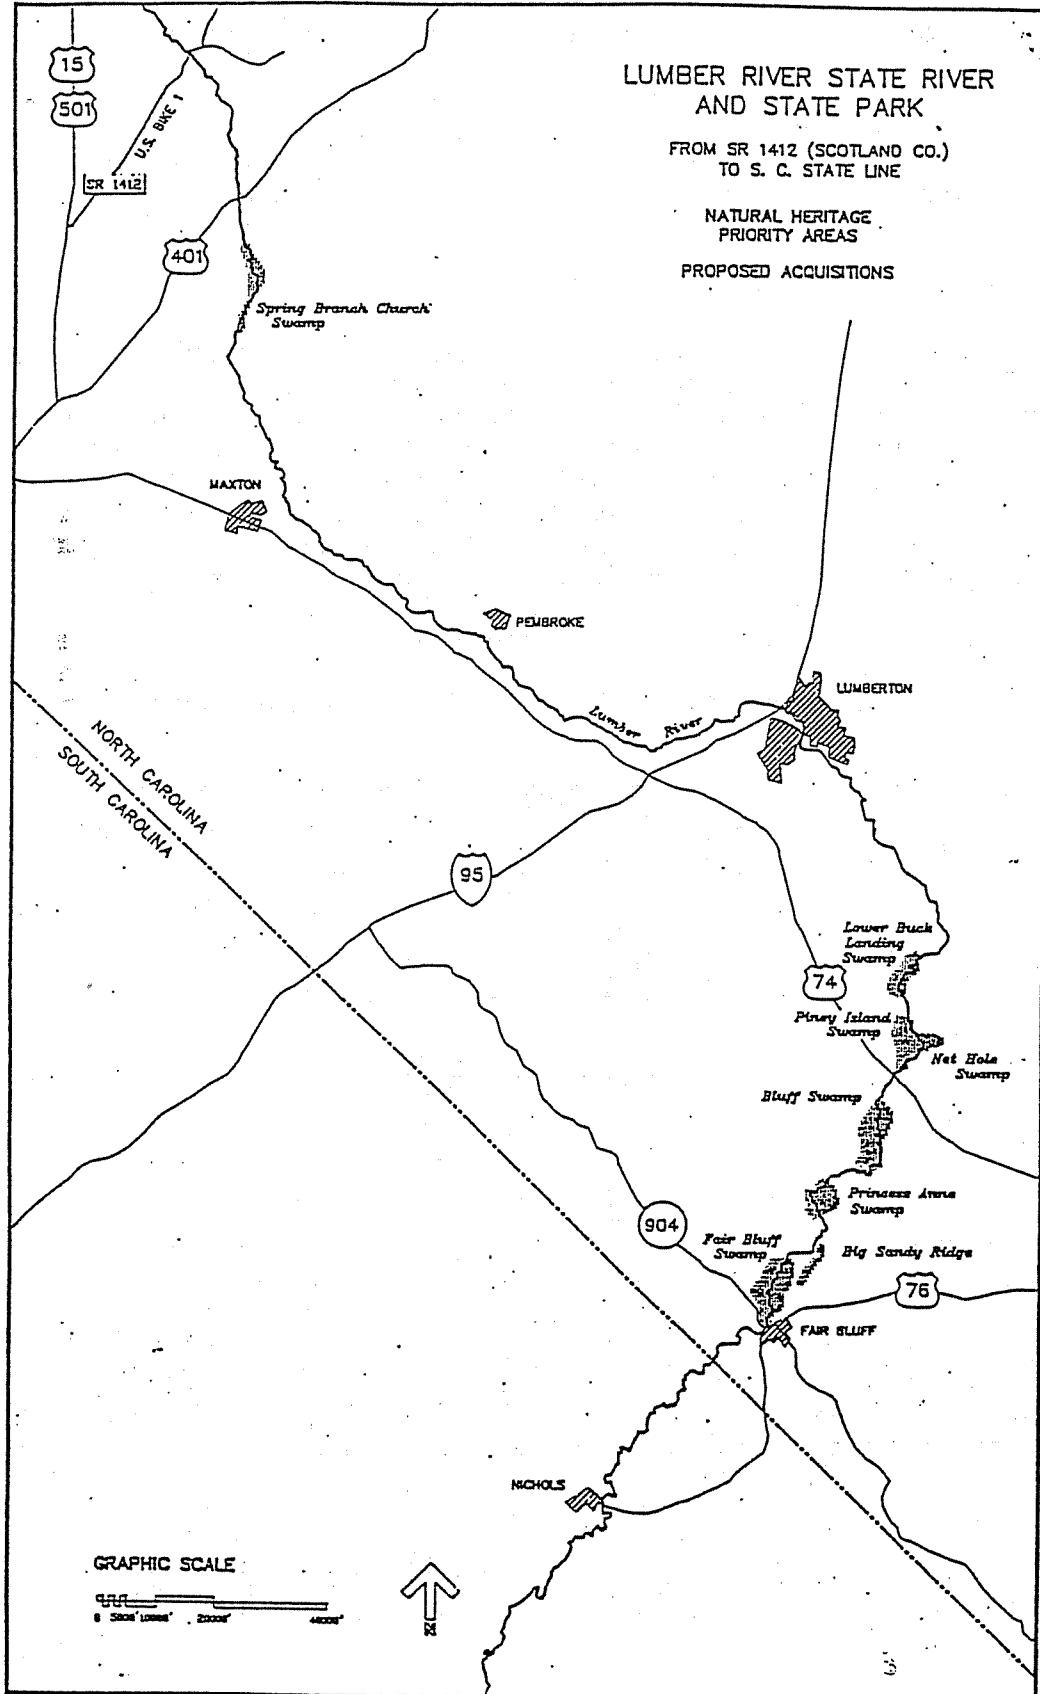 LUMBER RIVER STATE RIVER
AND STATE PARK
FROM SR 1412 (SCOTLAND CO.)
TO S. C. STATE LINE
NATURAL HERITAGE
PRIORITY AREAS
PROPOSED ACQUISITIONS
15
501
U.S. BIKE 1
SR 1412
401
Spring Branch Church
Swamp
MAXTON
PEMBROKE
LUMBERTON
Lumber River
NORTH CAROLINA
SOUTH CAROLINA
95
Lower Buck
Landing
Swamp
74
Piney Island
Swamp
Net Hole
Swamp
Bluff Swamp
Princess Anne
Swamp
904
Fair Bluff
Swamp
Big Sandy Ridge
76
FAIR BLUFF
NICHOLS
GRAPHIC SCALE
0 5000' 10000' 20000' 40000'
N